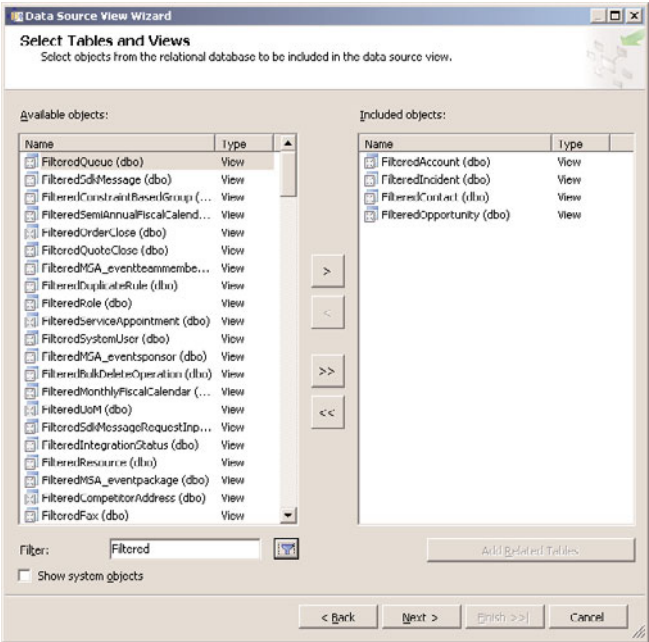 Data Source View Wizard
Select Tables and Views
Select objects from the relational database to be included in the data source view.
Available objects:
Name Type
FilteredQueue (dbo) View
FilteredSdkMessage (dbo) View
FilteredConstraintBasedGroup (... View
FilteredSemiAnnualFiscalCalend... View
FilteredOrderClose (dbo) View
FilteredQuoteClose (dbo) View
FilteredMSA_eventteammembe... View
FilteredDuplicateRule (dbo) View
FilteredRole (dbo) View
FilteredServiceAppointment (dbo) View
FilteredSystemUser (dbo) View
FilteredMSA_eventsponsor (dbo) View
FilteredBulkDeleteOperation (dbo) View
FilteredMonthlyFiscalCalendar (... View
FilteredUoM (dbo) View
FilteredSdkMessageRequestInp... View
FilteredIntegrationStatus (dbo) View
FilteredResource (dbo) View
FilteredMSA_eventpackage (dbo) View
FilteredCompetitorAddress (dbo) View
FilteredFax (dbo) View
>
<
>>
<<
Included objects:
Name Type
FilteredAccount (dbo) View
FilteredIncident (dbo) View
FilteredContact (dbo) View
FilteredOpportunity (dbo) View
Filter: Filtered
Add Related Tables
Show system objects
< Back Next > Finish >>| Cancel